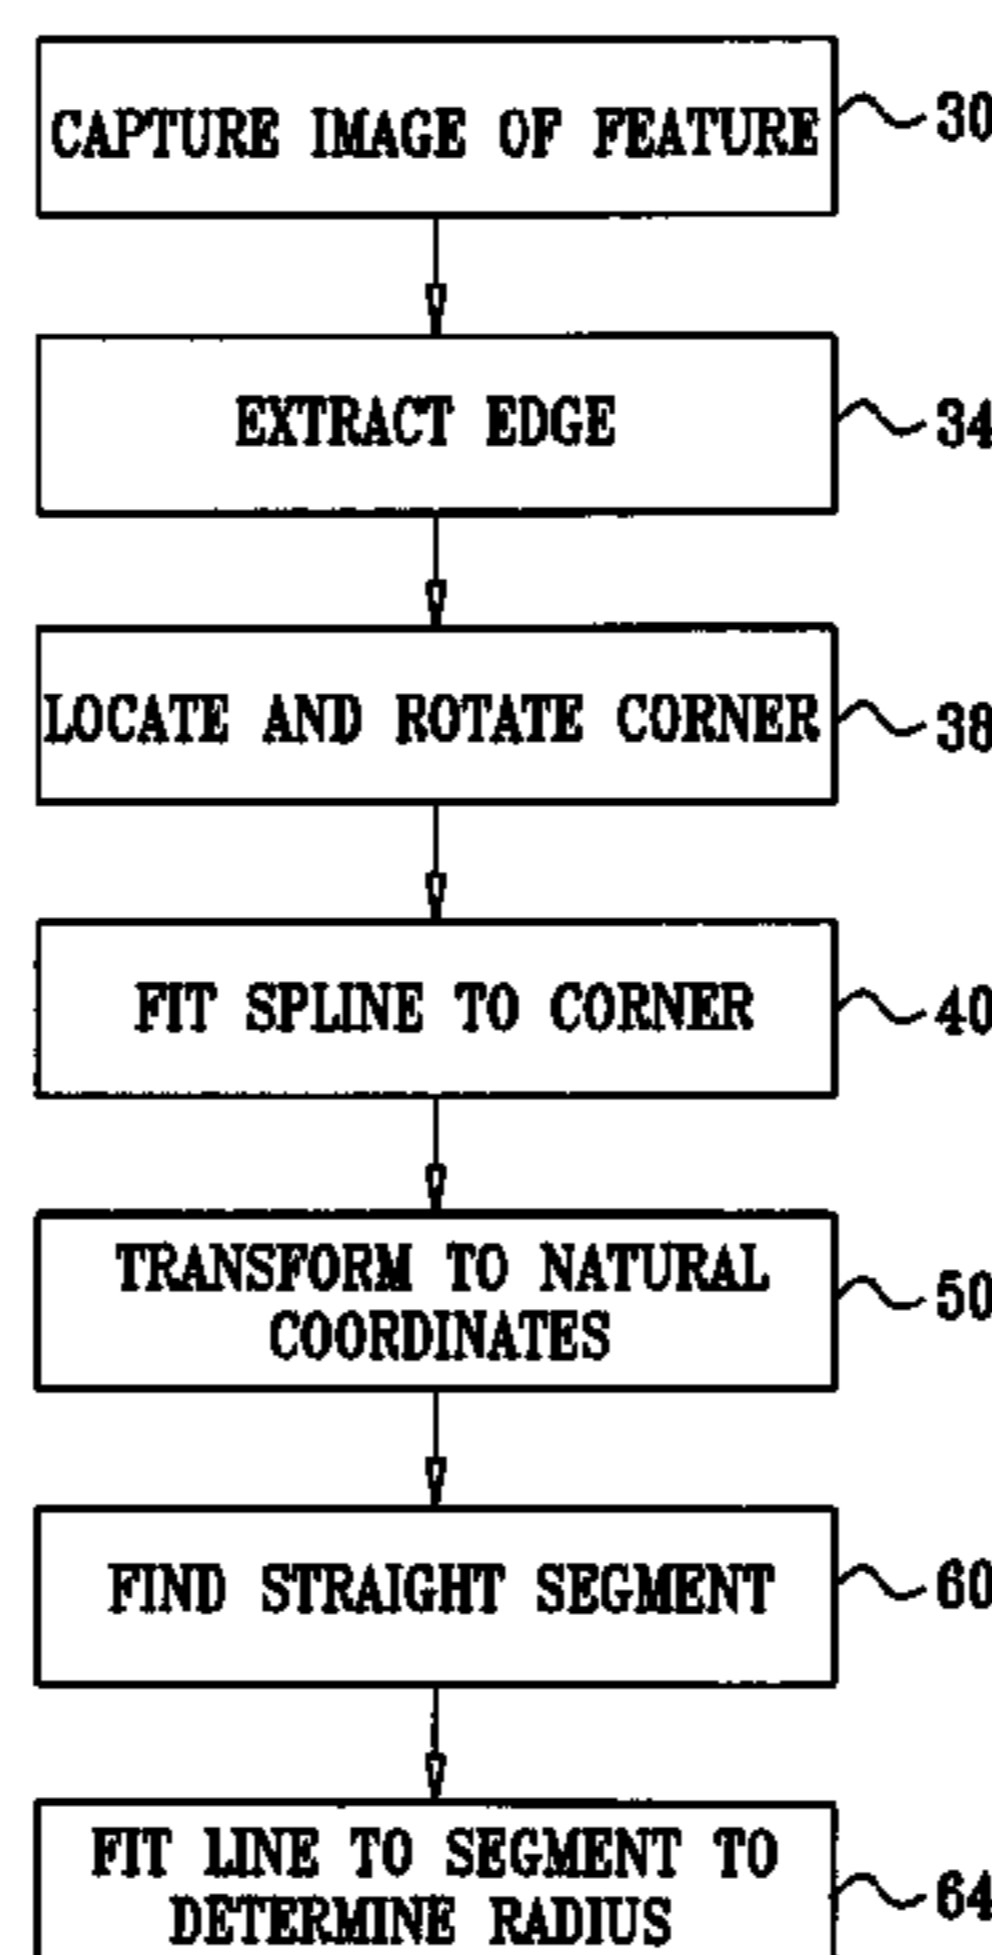 CAPTURE IMAGE OF FEATURE
30
EXTRACT EDGE
34
LOCATE AND ROTATE CORNER
38
FIT SPLINE TO CORNER
40
TRANSFORM TO NATURAL
COORDINATES
50
FIND STRAIGHT SEGMENT
60
FIT LINE TO SEGMENT TO
DETERMINE RADIUS
64